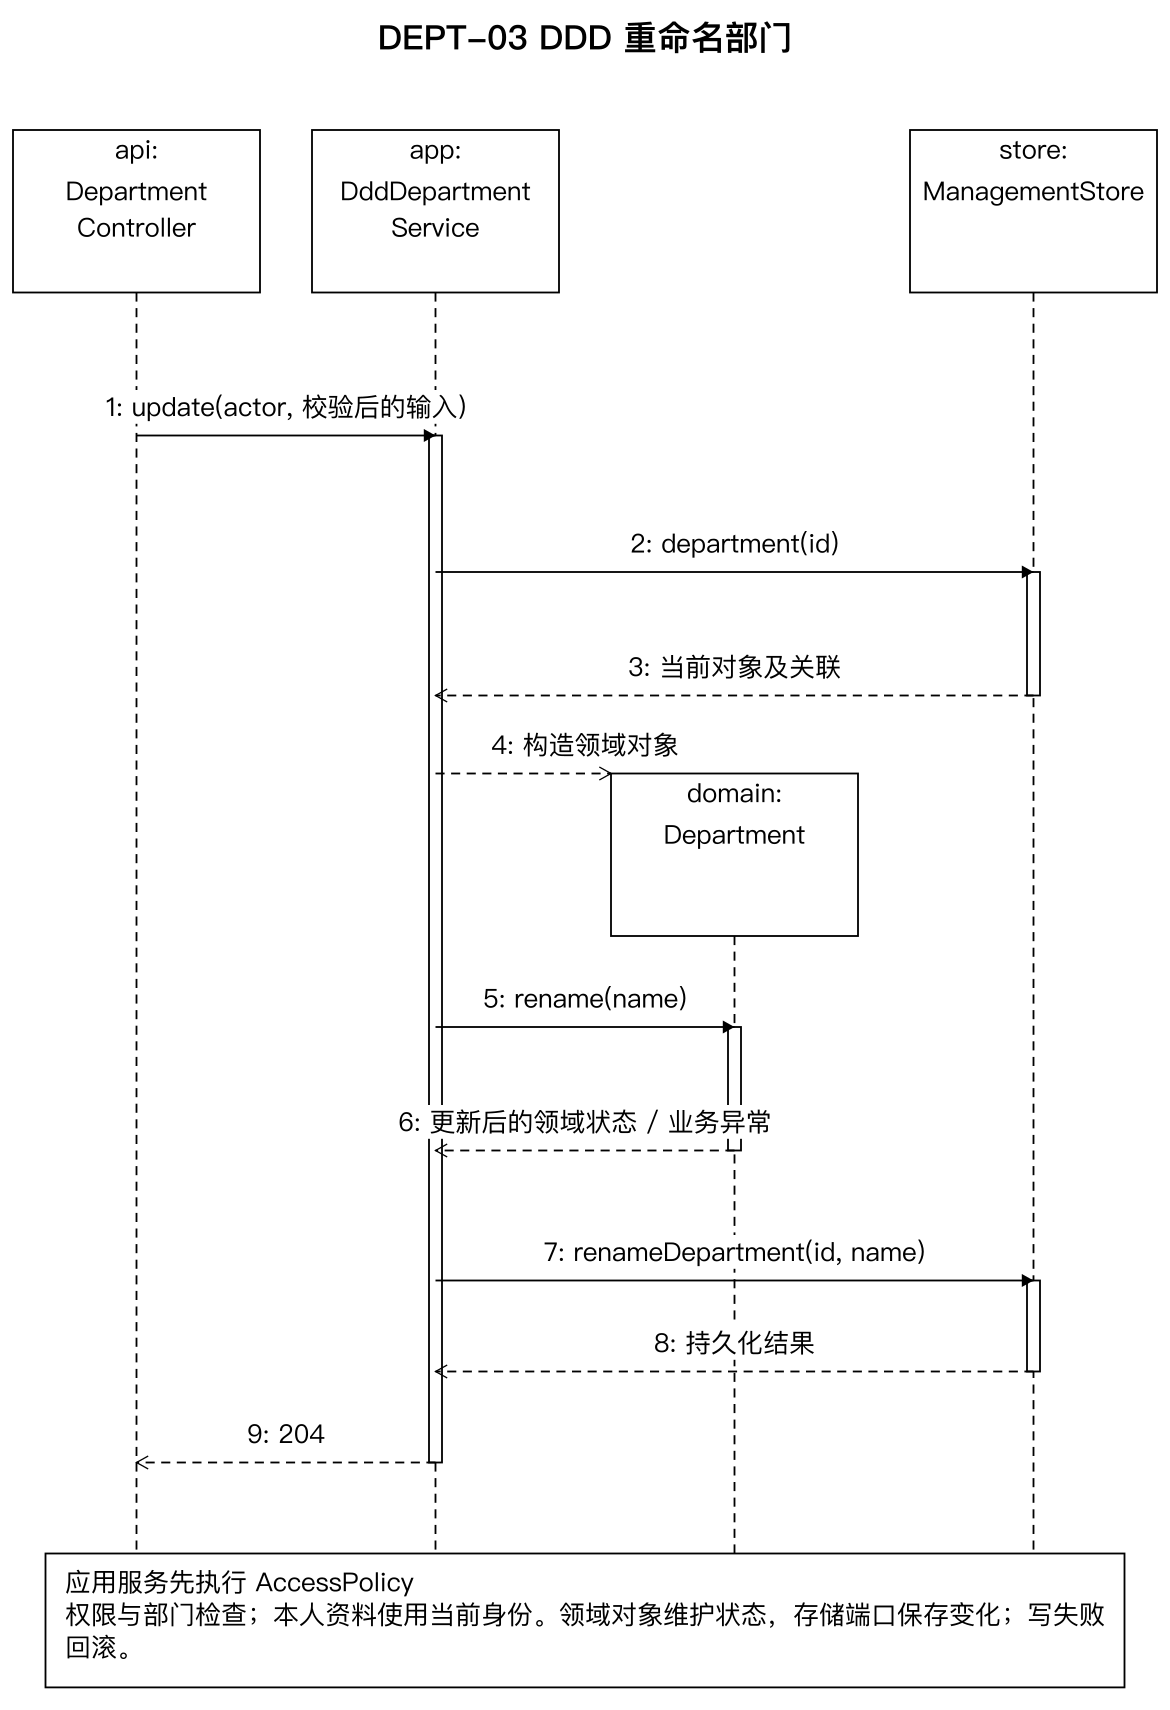 DEPT-03 DDD 重命名部门
api:
Department
Controller
app:
DddDepartment
Service
store:
ManagementStore
1: update(actor, 校验后的输入)
2: department(id)
3: 当前对象及关联
4: 构造领域对象
domain:
Department
5: rename(name)
6: 更新后的领域状态 / 业务异常
7: renameDepartment(id, name)
8: 持久化结果
9: 204
应用服务先执行 AccessPolicy
权限与部门检查；本人资料使用当前身份。领域对象维护状态，存储端口保存变化；写失败
回滚。